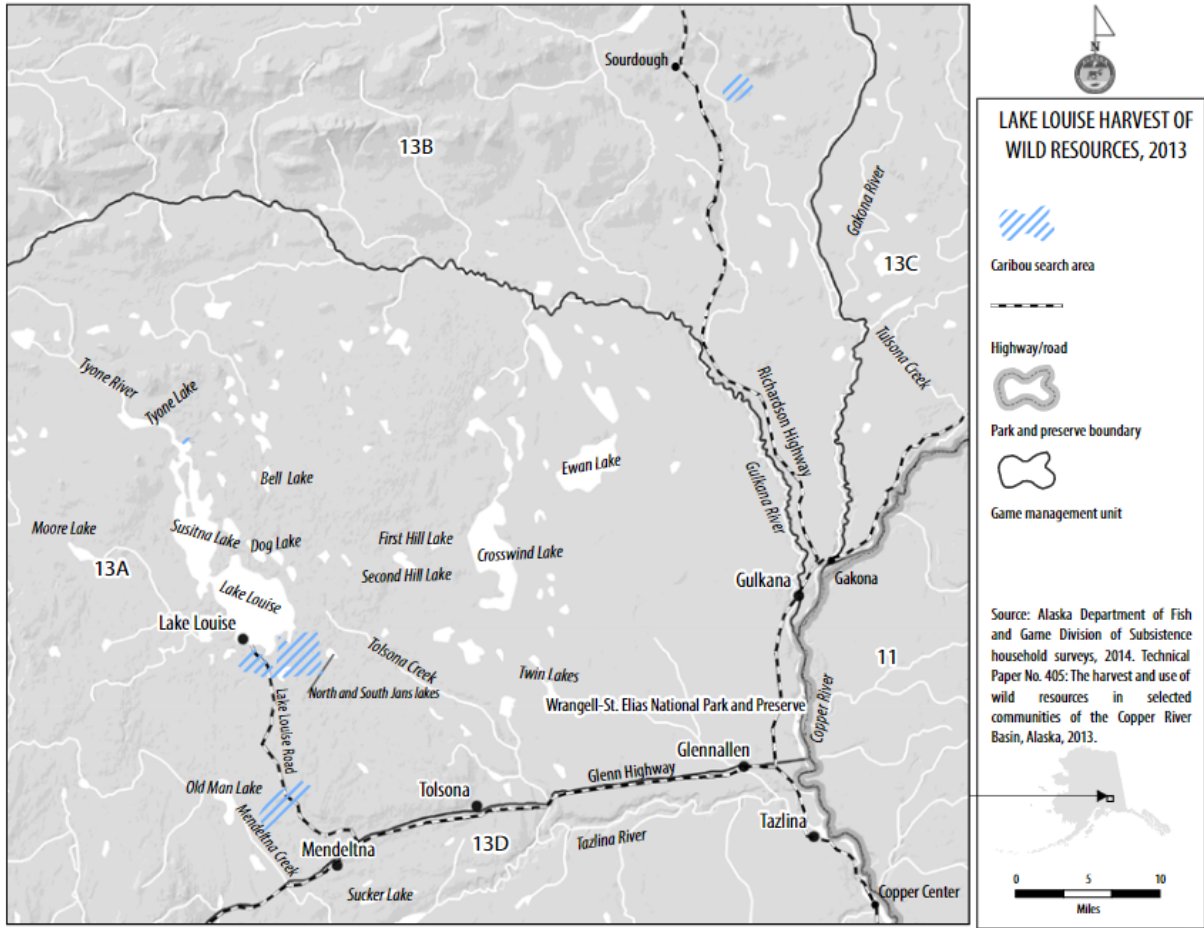 Sourdough
13B
Gakona River
13C
Tulsona Creek
Tyone River
Tyone Lake
Richardson Highway
Gulkana River
Ewan Lake
Bell Lake
Moore Lake
Susitna Lake
Dog Lake
First Hill Lake
Crosswind Lake
13A
Second Hill Lake
Gulkana
Gakona
Lake Louise
Lake Louise
Tolsona Creek
11
North and South Jans lakes
Twin Lakes
Wrangell-St. Elias National Park and Preserve
Copper River
Lake Louise Road
Glennallen
Glenn Highway
Old Man Lake
Tolsona
Mendeltna Creek
Tazlina
13D
Tazlina River
Mendeltna
Sucker Lake
Copper Center
N
LAKE LOUISE HARVEST OF
WILD RESOURCES, 2013
Caribou search area
Highway/road
Park and preserve boundary
Game management unit
Source: Alaska Department of Fish
and Game Division of Subsistence
household surveys, 2014. Technical
Paper No. 405: The harvest and use of
wild resources in selected
communities of the Copper River
Basin, Alaska, 2013.
0 5 10
Miles